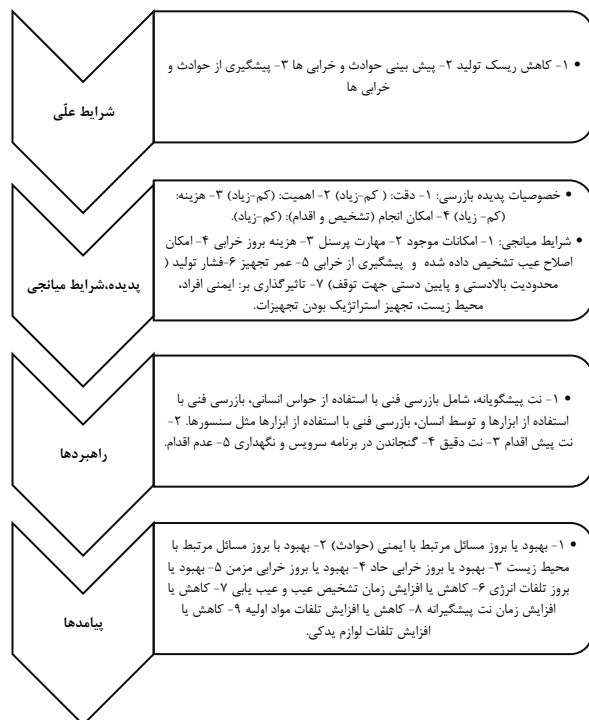 شرایط علّی
• ۱- کاهش ریسک تولید ۲- پیش بینی حوادث و خرابی ها ۳- پیشگیری از حوادث و
خرابی ها
پدیده،شرایط میانجی
• خصوصیات پدیده بازرسی: ۱- دقت: ( کم-زیاد) ۲- اهمیت: (کم-زیاد) ۳- هزینه:
(کم- زیاد) ۴- امکان انجام (تشخیص و اقدام): (کم-زیاد).
• شرایط میانجی: ۱- امکانات موجود ۲- مهارت پرسنل ۳- هزینه بروز خرابی ۴- امکان
اصلاح عیب تشخیص داده شده و پیشگیری از خرابی ۵- عمر تجهیز ۶-فشار تولید (
محدودیت بالادستی و پایین دستی جهت توقف) ۷- تاثیرگذاری بر: ایمنی افراد،
محیط زیست، تجهیز استراتژیک بودن تجهیزات.
راهبردها
• ۱- نت پیشگویانه، شامل بازرسی فنی با استفاده از حواس انسانی، بازرسی فنی با
استفاده از ابزارها و توسط انسان، بازرسی فنی با استفاده از ابزارها مثل سنسورها. ۲-
نت پیش اقدام ۳- نت دقیق ۴- گنجاندن در برنامه سرویس و نگهداری ۵- عدم اقدام.
پیامدها
• ۱- بهبود یا بروز مسائل مرتبط با ایمنی (حوادث) ۲- بهبود با بروز مسائل مرتبط با
محیط زیست ۳- بهبود یا بروز خرابی حاد ۴- بهبود یا بروز خرابی مزمن ۵- بهبود یا
بروز تلفات انرژی ۶- کاهش یا افزایش زمان تشخیص عیب و عیب یابی ۷- کاهش یا
افزایش زمان نت پیشگیرانه ۸- کاهش یا افزایش تلفات مواد اولیه ۹- کاهش یا
افزایش تلفات لوازم یدکی.